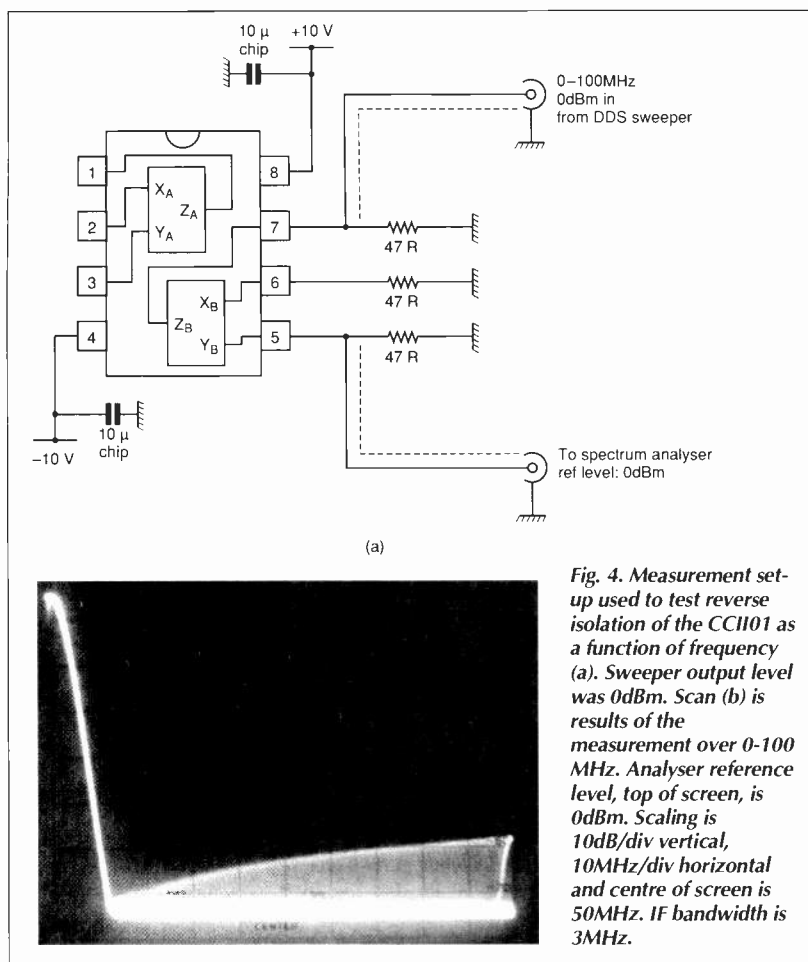 10 µ
chip
+10 V
0–100MHz
0dBm in
from DDS sweeper
1
8
X_A
Z_A
2
7
Y_A
47 R
3
6
X_B
47 R
Z_B
4
Y_B
5
47 R
10 µ
chip
–10 V
To spectrum analyser
ref level: 0dBm
(a)
CENTER
Fig. 4. Measurement set-
up used to test reverse
isolation of the CCII01 as
a function of frequency
(a). Sweeper output level
was 0dBm. Scan (b) is
results of the
measurement over 0-100
MHz. Analyser reference
level, top of screen, is
0dBm. Scaling is
10dB/div vertical,
10MHz/div horizontal
and centre of screen is
50MHz. IF bandwidth is
3MHz.